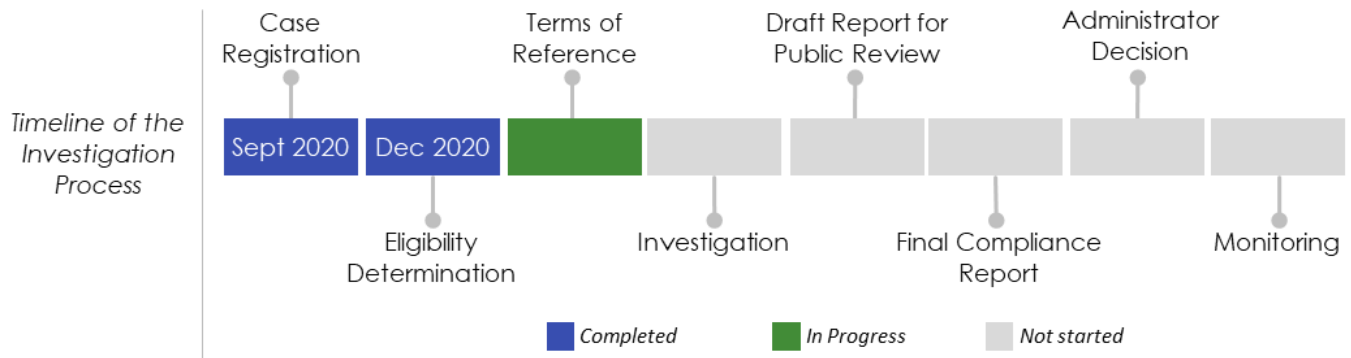 Timeline of the
Investigation
Process
Case
Registration
Terms of
Reference
Draft Report for
Public Review
Administrator
Decision
Sept 2020
Dec 2020
Eligibility
Determination
Investigation
Final Compliance
Report
Monitoring
Completed
In Progress
Not started